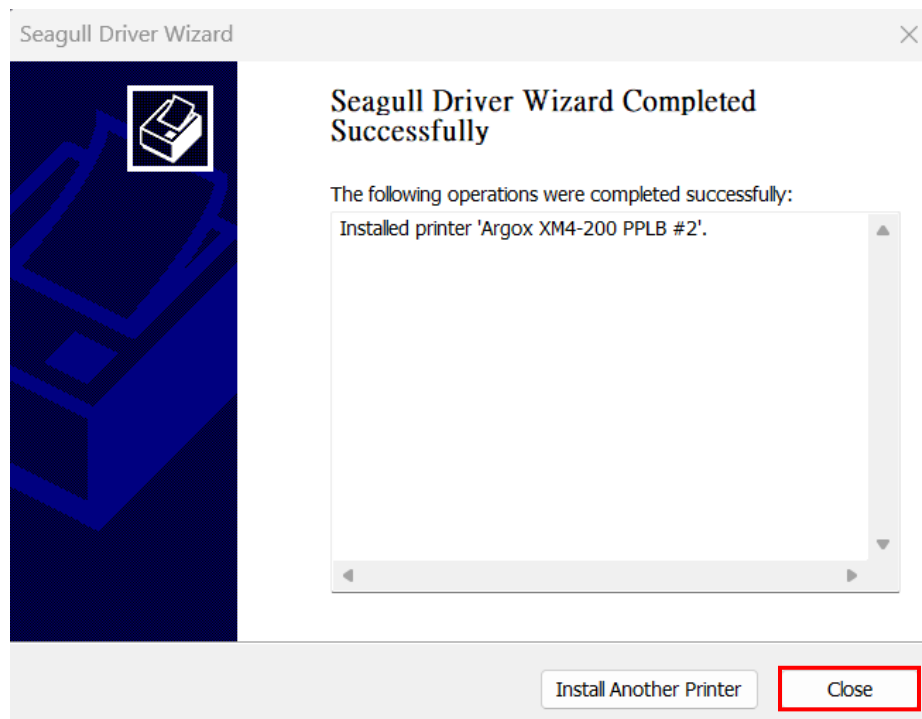 Seagull Driver Wizard
Seagull Driver Wizard Completed
Successfully
The following operations were completed successfully:
Installed printer 'Argox XM4-200 PPLB #2'.
Install Another Printer
Close